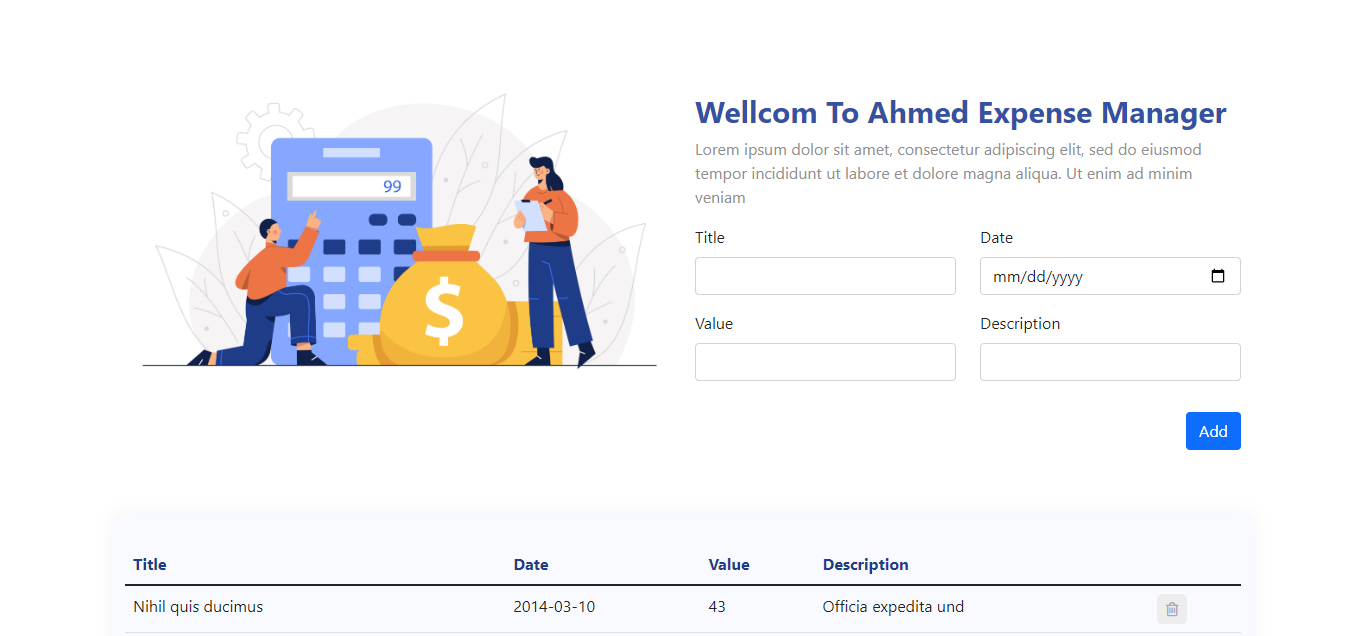 Wellcom To Ahmed Expense Manager
Lorem ipsum dolor sit amet, consectetur adipiscing elit, sed do eiusmod
tempor incididunt ut labore et dolore magna aliqua. Ut enim ad minim
veniam
99
$
Title Date
mm/dd/yyyy
Value Description
Add
Title Date Value Description
Nihil quis ducimus 2014-03-10 43 Officia expedita und